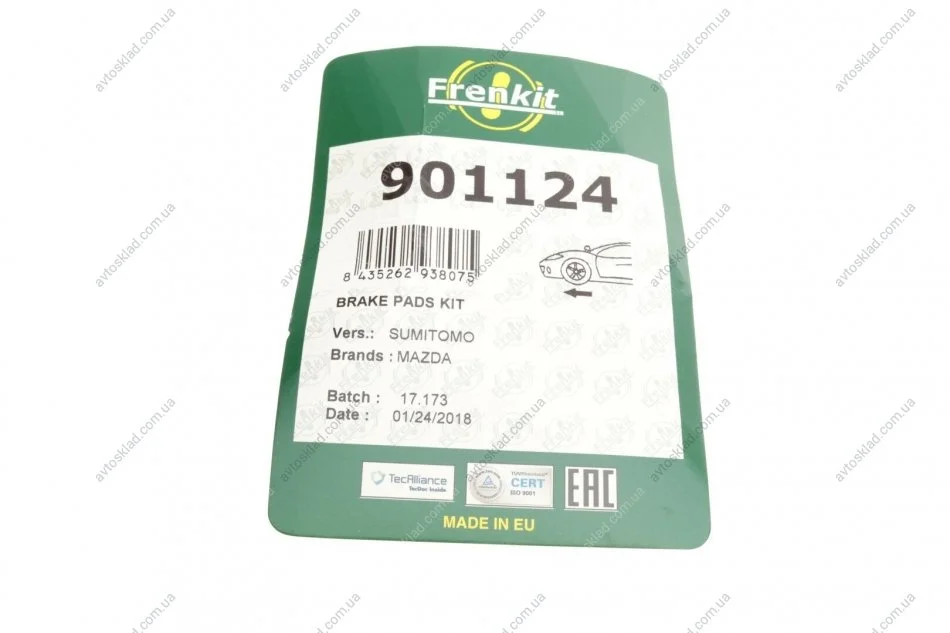 Frenkit
901124
8 435262 938075
BRAKE PADS KIT
Vers.: SUMITOMO
Brands : MAZDA
Batch : 17.173
Date : 01/24/2018
TecAlliance
TecDoc Inside
CERT
ISO 9001
EAC
MADE IN EU
avtosklad.com.ua